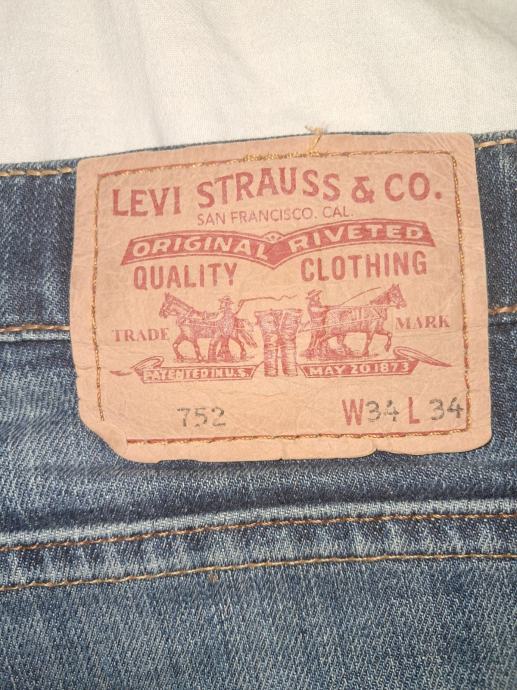 LEVI STRAUSS & CO.
SAN FRANCISCO. CAL.
ORIGINAL RIVETED
QUALITY CLOTHING
TRADE MARK
PATENTED IN U.S. MAY 20 1873
752 W34 L 34